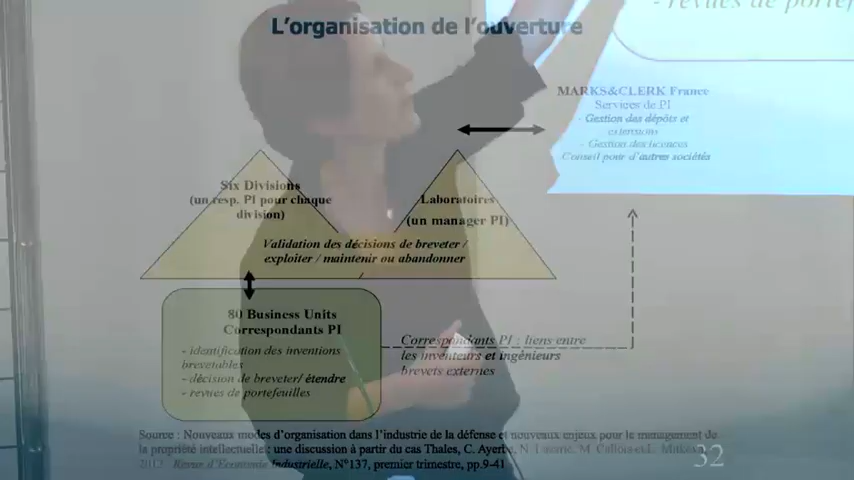 - revues de portef
L'organisation de l'ouverture
MARKS&CLERK France
Services de PI
- Gestion des dépôts et
extensions
- Gestion des licences
Conseil pour d'autres sociétés
Six Divisions
(un resp. PI pour chaque
division)
Laboratoires
(un manager PI)
Validation des décisions de breveter /
exploiter / maintenir ou abandonner
80 Business Units
Correspondants PI
- identification des inventions
brevetables
- décision de breveter/ étendre
- revues de portefeuilles
Correspondants PI : liens entre
les inventeurs et ingénieurs
brevets externes
Source : Nouveaux modes d'organisation dans l'industrie de la défense et nouveaux enjeux pour le management de
la propriété intellectuelle : une discussion à partir du cas Thales, C. Ayerbe, N. M. Callois et L.
2012 Revue d'Economie Industrielle, N°137, premier trimestre, pp.9-41
32